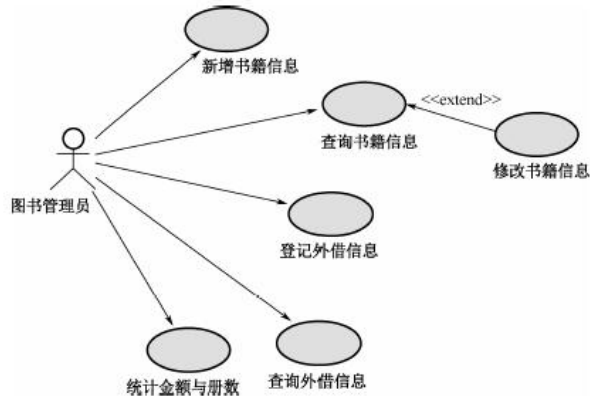 新增书籍信息
<<extend>>
查询书籍信息
修改书籍信息
图书管理员
登记外借信息
统计金额与册数
查询外借信息